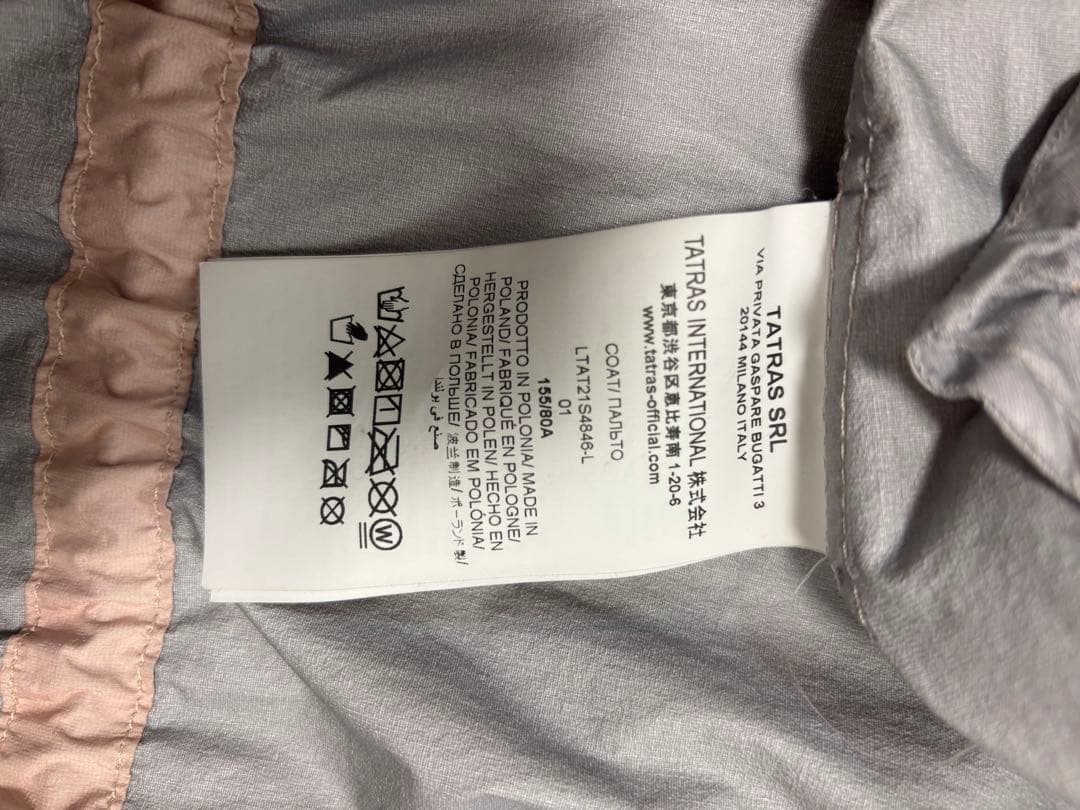 TATRAS SRL
VIA PRIVATA GASPARE BUGATTI 3
20144 MILANO ITALY
TATRAS INTERNATIONAL 株式会社
東京都渋谷区恵比寿南 1-20-6
www.tatras-official.com
COAT/ ПАЛЬТО
LTAT21S4846-L
01
155/80A
PRODOTTO IN POLONIA/ MADE IN
POLAND/ FABRIQUÉ EN POLOGNE/
HERGESTELLT IN POLEN/ HECHO EN
POLONIA/ FABRICADO EM POLÓNIA/
СДЕЛАНО В ПОЛЬШЕ/ 波兰制造/ ポーランド製/
صنع في بولندا
W